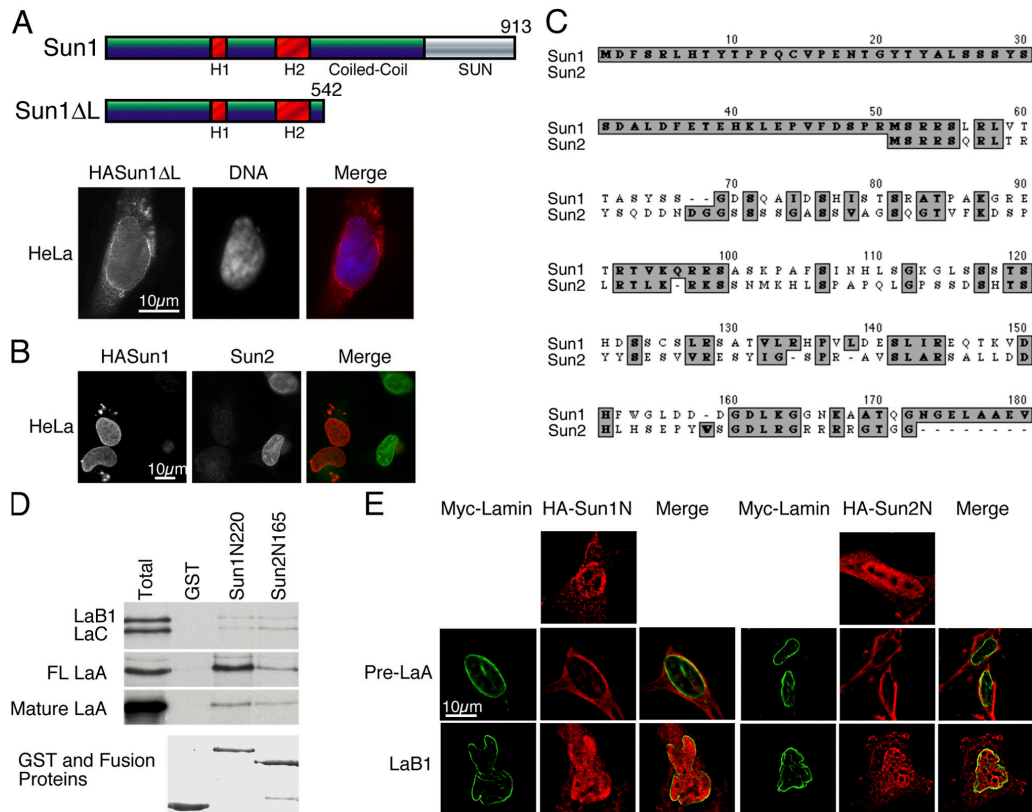 A
Sun1
913
H1 H2 Coiled-Coil SUN
Sun1ΔL
542
H1 H2
HASun1ΔL DNA Merge
HeLa
10μm
B
HASun1 Sun2 Merge
HeLa
10μm
C
10 20 30
Sun1 M D F S R L H T Y T P P Q C V P E N T G Y T Y A L S S S Y S
Sun2
40 50 60
Sun1 S D A L D F E T E H K L E P V F D S P R M S R R S L R L V T
Sun2 M S R R S Q R L T R
70 80 90
Sun1 T A S Y S S - - G D S Q A I D S H I S T S R A T P A K G R E
Sun2 Y S Q D D N D G G S S S S G A S S V A G S Q G T V F K D S P
100 110 120
Sun1 T R T V K Q R R S A S K P A F S I N H L S G K G L S S S T S
Sun2 L R T L K - R K S S N M K H L S P A P Q L G P S S D S H T S
130 140 150
Sun1 H D S S C S L R S A T V L R H P V L D E S L I R E Q T K V D
Sun2 Y Y S E S V V R E S Y I G - S P R - A V S L A R S A L L D D
160 170 180
Sun1 H F W G L D D - D G D L K G G N K A A T Q G N G E L A A E V
Sun2 H L H S E P Y W S G D L R G R R R R G T G G - - - - - - - -
D
Total GST Sun1N220 Sun2N165
LaB1
LaC
FL LaA
Mature LaA
GST and Fusion
Proteins
E
Myc-Lamin HA-Sun1N Merge Myc-Lamin HA-Sun2N Merge
Pre-LaA
10μm
LaB1